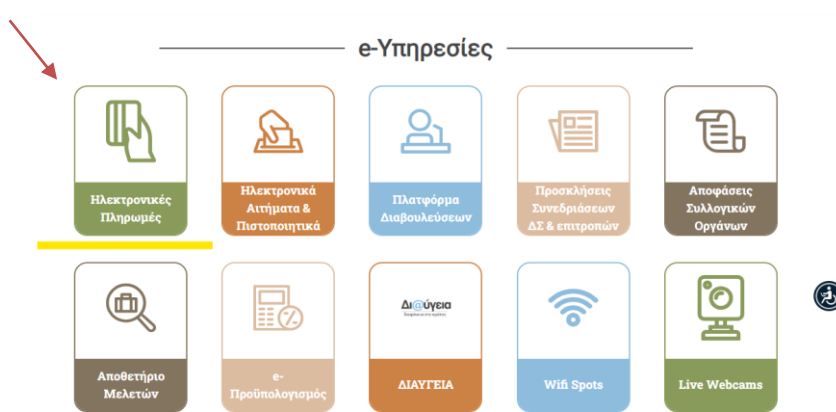 e-Υπηρεσίες
Ηλεκτρονικές
Πληρωμές
Ηλεκτρονικά
Αιτήματα &
Πιστοποιητικά
Πλατφόρμα
Διαβουλεύσεων
Προσκλήσεις
Συνεδριάσεων
ΔΣ & επιτροπών
Αποφάσεις
Συλλογικών
Οργάνων
Αποθετήριο
Μελετών
e-
Προϋπολογισμός
Δι@ύγεια
ΔΙΑΥΓΕΙΑ
Wifi Spots
Live Webcams